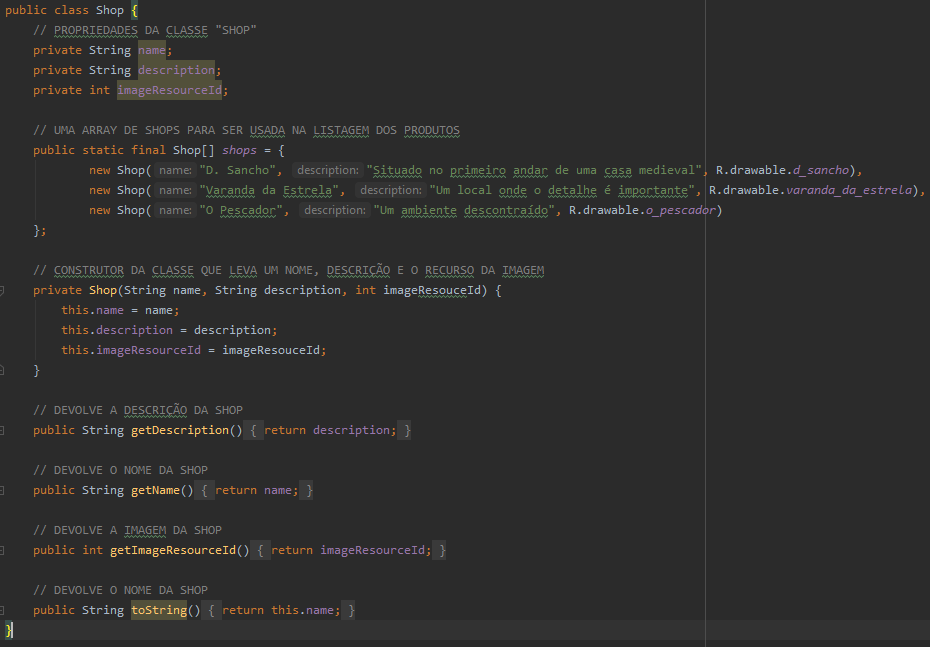 public class Shop {
// PROPRIEDADES DA CLASSE "SHOP"
private String name;
private String description;
private int imageResourceId;
// UMA ARRAY DE SHOPS PARA SER USADA NA LISTAGEM DOS PRODUTOS
public static final Shop[] shops = {
new Shop( name: "D. Sancho", description: "Situado no primeiro andar de uma casa medieval", R.drawable.d_sancho),
new Shop( name: "Varanda da Estrela", description: "Um local onde o detalhe é importante", R.drawable.varanda_da_estrela),
new Shop( name: "O Pescador", description: "Um ambiente descontraído", R.drawable.o_pescador)
};
// CONSTRUTOR DA CLASSE QUE LEVA UM NOME, DESCRIÇÃO E O RECURSO DA IMAGEM
private Shop(String name, String description, int imageResouceId) {
this.name = name;
this.description = description;
this.imageResourceId = imageResouceId;
}
// DEVOLVE A DESCRIÇÃO DA SHOP
public String getDescription() { return description; }
// DEVOLVE O NOME DA SHOP
public String getName() { return name; }
// DEVOLVE A IMAGEM DA SHOP
public int getImageResourceId() { return imageResourceId; }
// DEVOLVE O NOME DA SHOP
public String toString() { return this.name; }
}